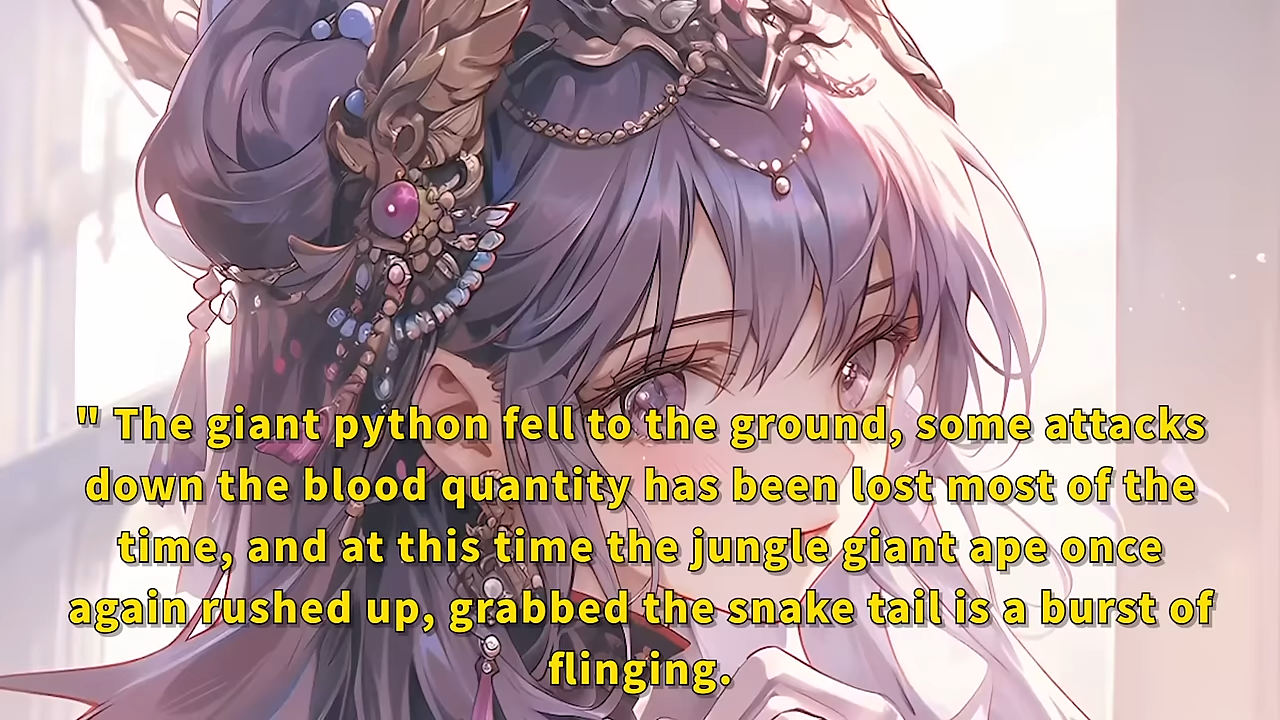 " The giant python fell to the ground, some attacks
down the blood quantity has been lost most of the
time, and at this time the jungle giant ape once
again rushed up, grabbed the snake tail is a burst of
flinging.